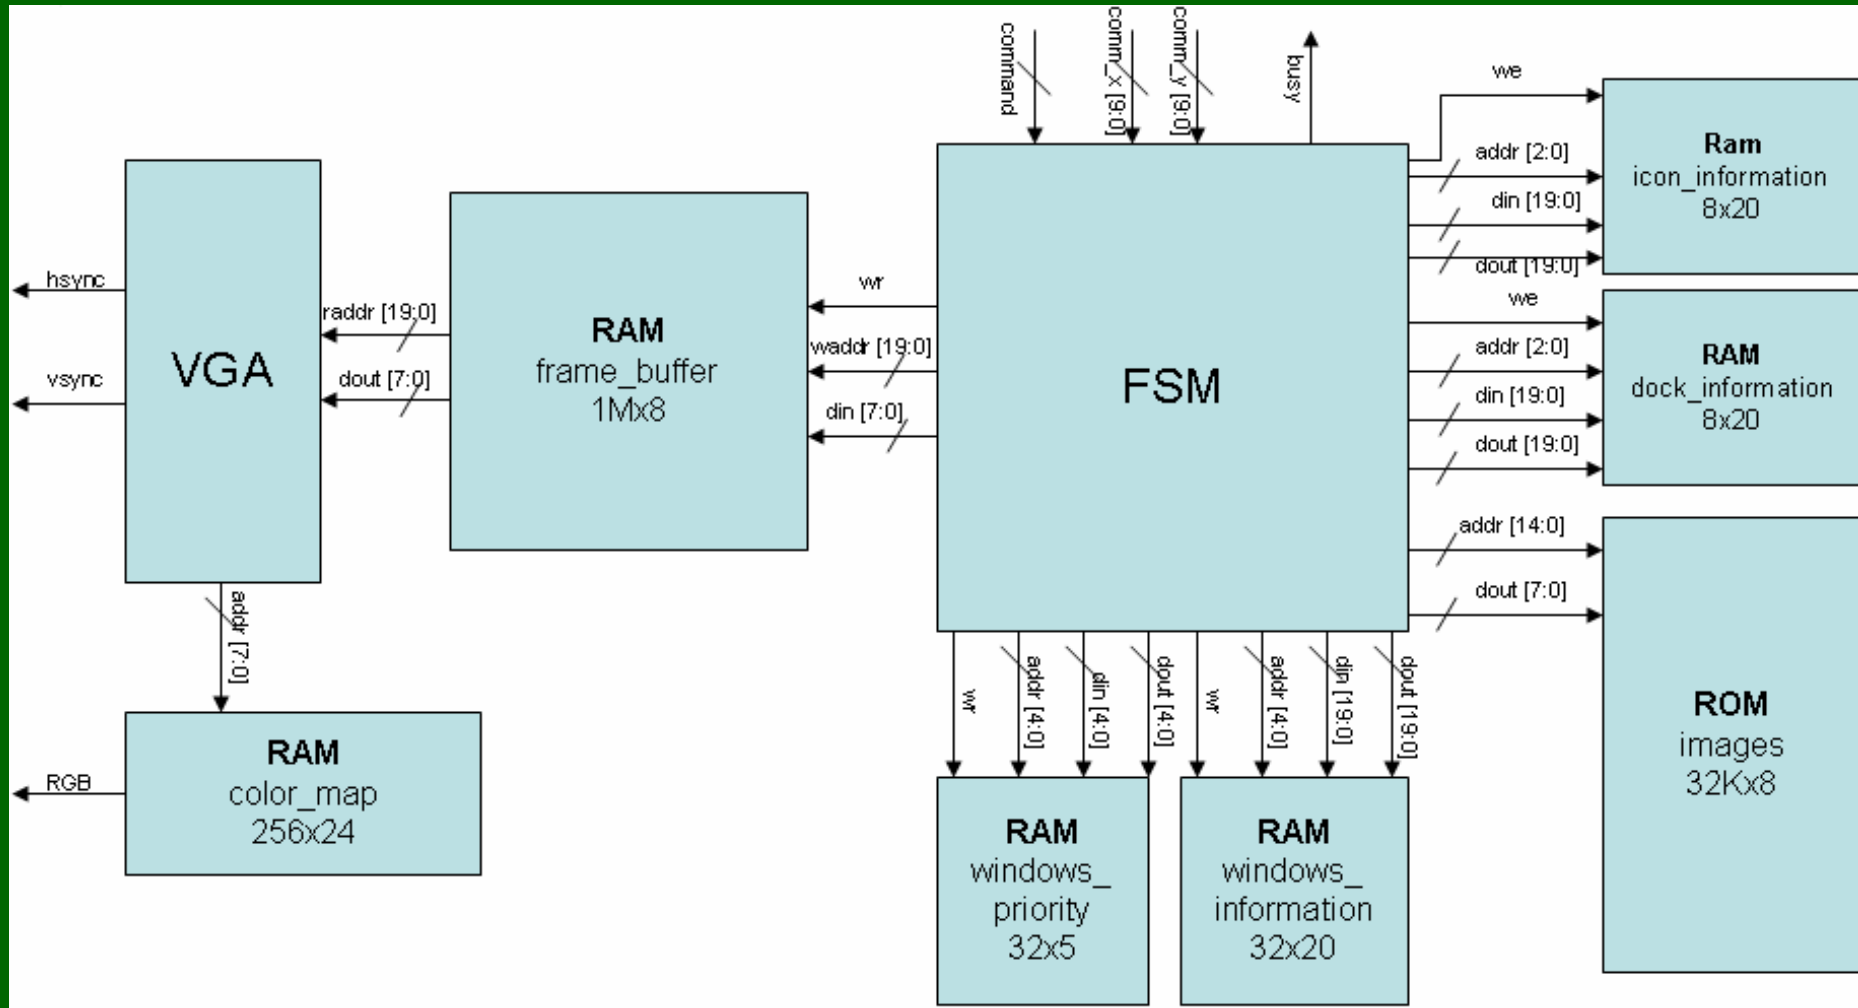 command
comm_x [9:0]
comm_y [9:0]
busy
we
addr [2:0]
din [19:0]
dout [19:0]
Ram
icon_information
8x20
we
addr [2:0]
din [19:0]
dout [19:0]
RAM
dock_information
8x20
addr [14:0]
dout [7:0]
ROM
images
32Kx8
FSM
wr
waddr [19:0]
din [7:0]
RAM
frame_buffer
1Mx8
raddr [19:0]
dout [7:0]
VGA
hsync
vsync
addr [7:0]
RAM
color_map
256x24
RGB
wr
addr [4:0]
din [4:0]
dout [4:0]
wr
addr [4:0]
din [19:0]
dout [19:0]
RAM
windows_
priority
32x5
RAM
windows_
information
32x20